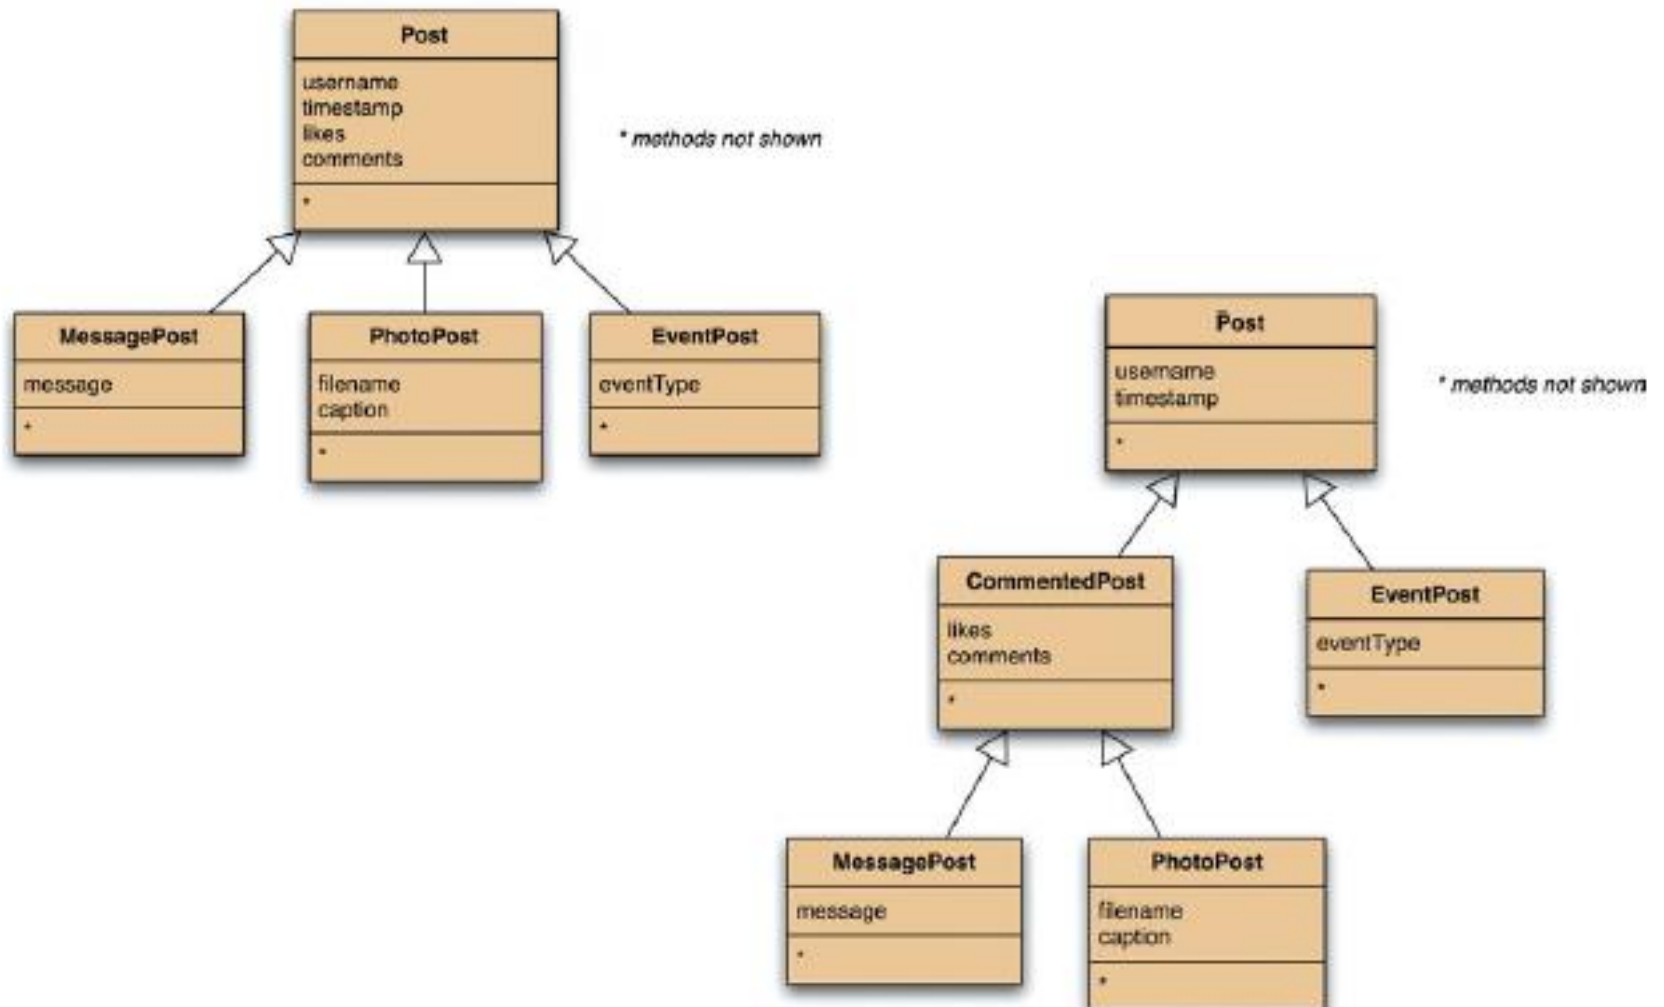 Post
username
timestamp
likes
comments
*
* methods not shown
MessagePost
message
*
PhotoPost
filename
caption
*
EventPost
eventType
*
Post
username
timestamp
*
* methods not shown
CommentedPost
likes
comments
*
EventPost
eventType
*
MessagePost
message
*
PhotoPost
filename
caption
*